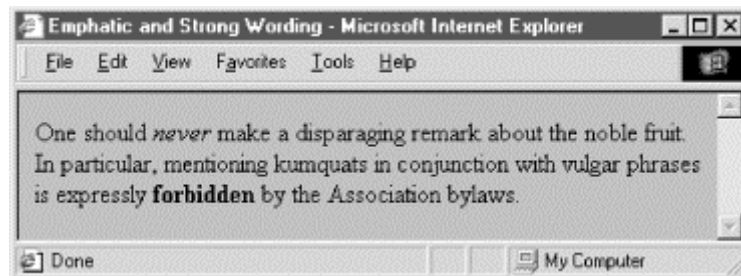 Emphatic and Strong Wording - Microsoft Internet Explorer
File Edit View Favorites Tools Help
One should never make a disparaging remark about the noble fruit.
In particular, mentioning kumquats in conjunction with vulgar phrases
is expressly forbidden by the Association bylaws.
Done My Computer